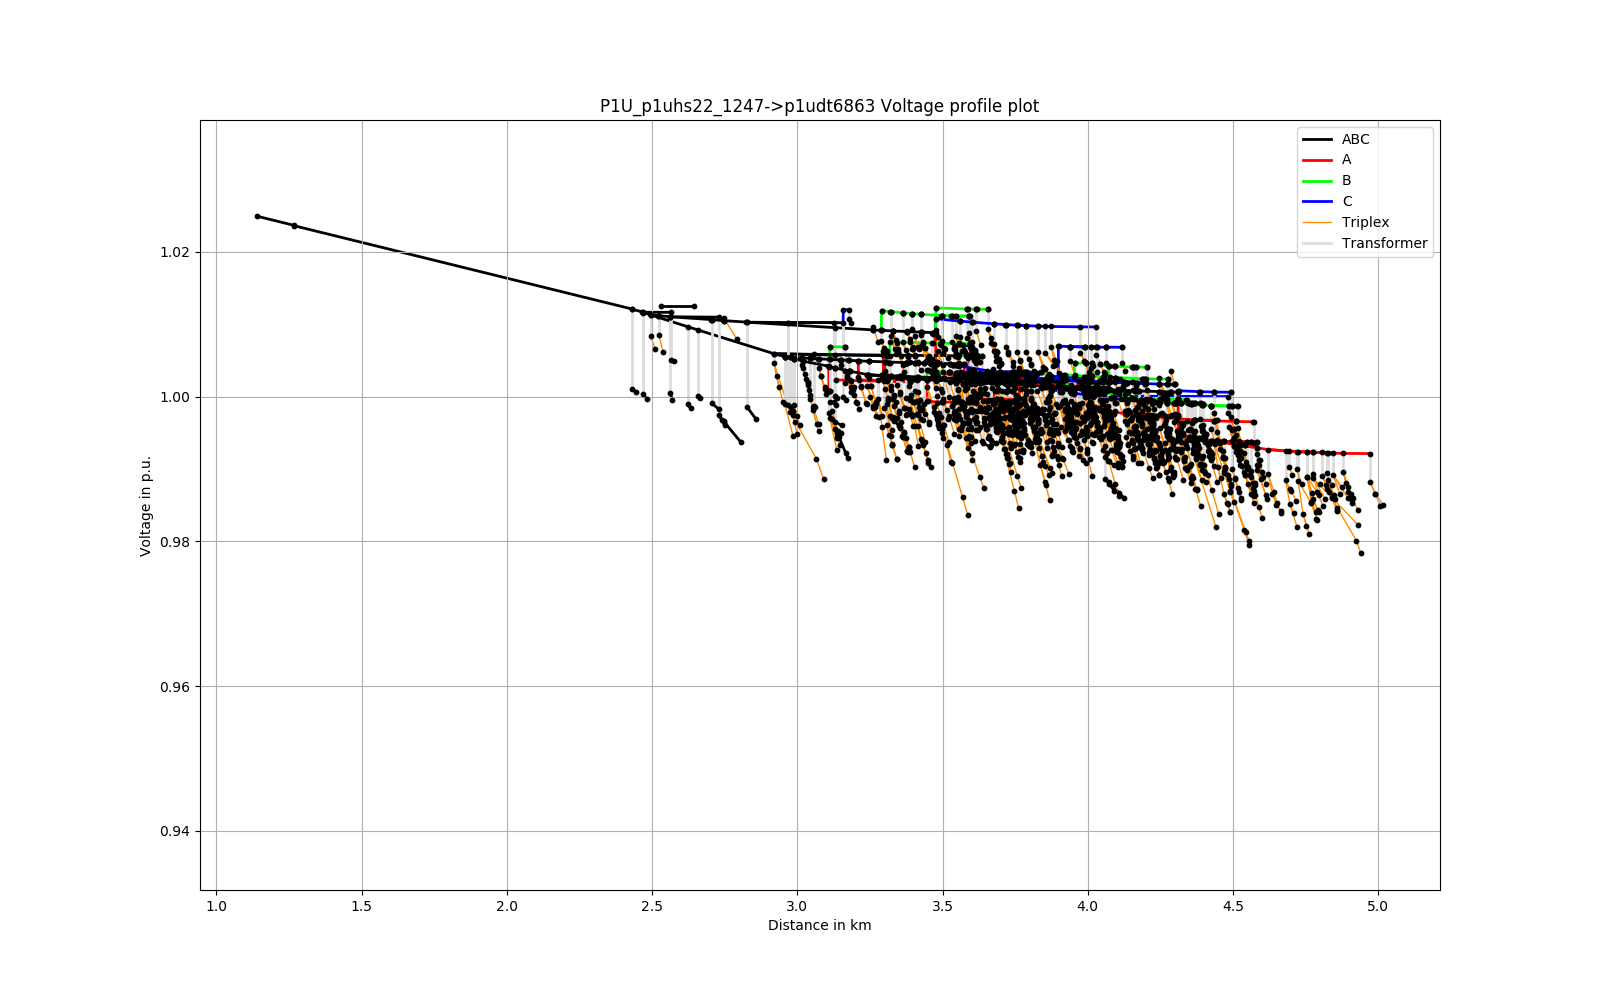 P1U_p1uhs22_1247->p1udt6863 Voltage profile plot
ABC
A
B
C
Triplex
Transformer
Voltage in p.u.
1.02
1.00
0.98
0.96
0.94
1.0 1.5 2.0 2.5 3.0 3.5 4.0 4.5 5.0
Distance in km